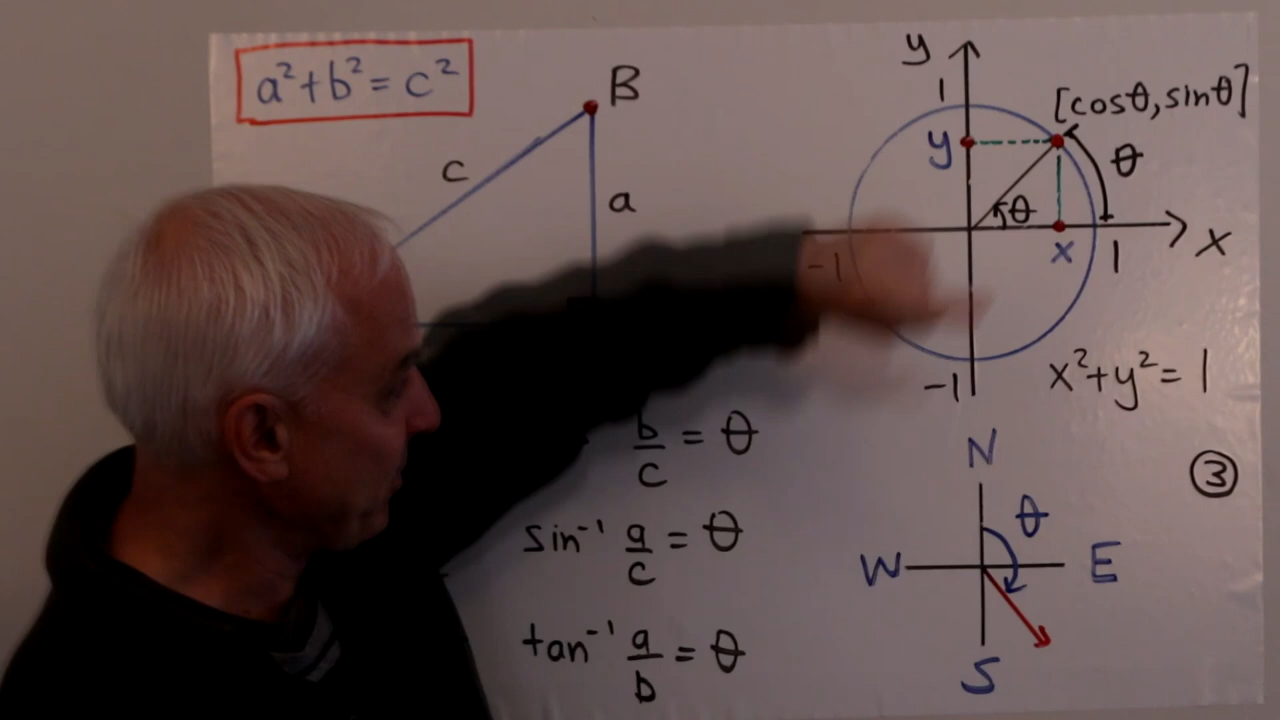 a²+b²=c²
B
c
a
y
1
[cosθ, sinθ]
y
θ
θ
-1
x
1
x
-1
x²+y²=1
b/c = θ
sin⁻¹ a/c = θ
tan⁻¹ a/b = θ
N
③
θ
W
E
S